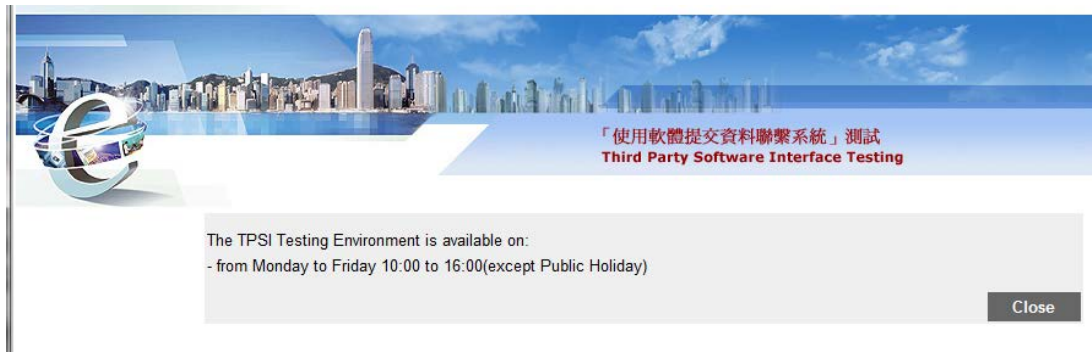 「使用軟體提交資料聯繫系統」測試
Third Party Software Interface Testing
The TPSI Testing Environment is available on:
- from Monday to Friday 10:00 to 16:00(except Public Holiday)
Close